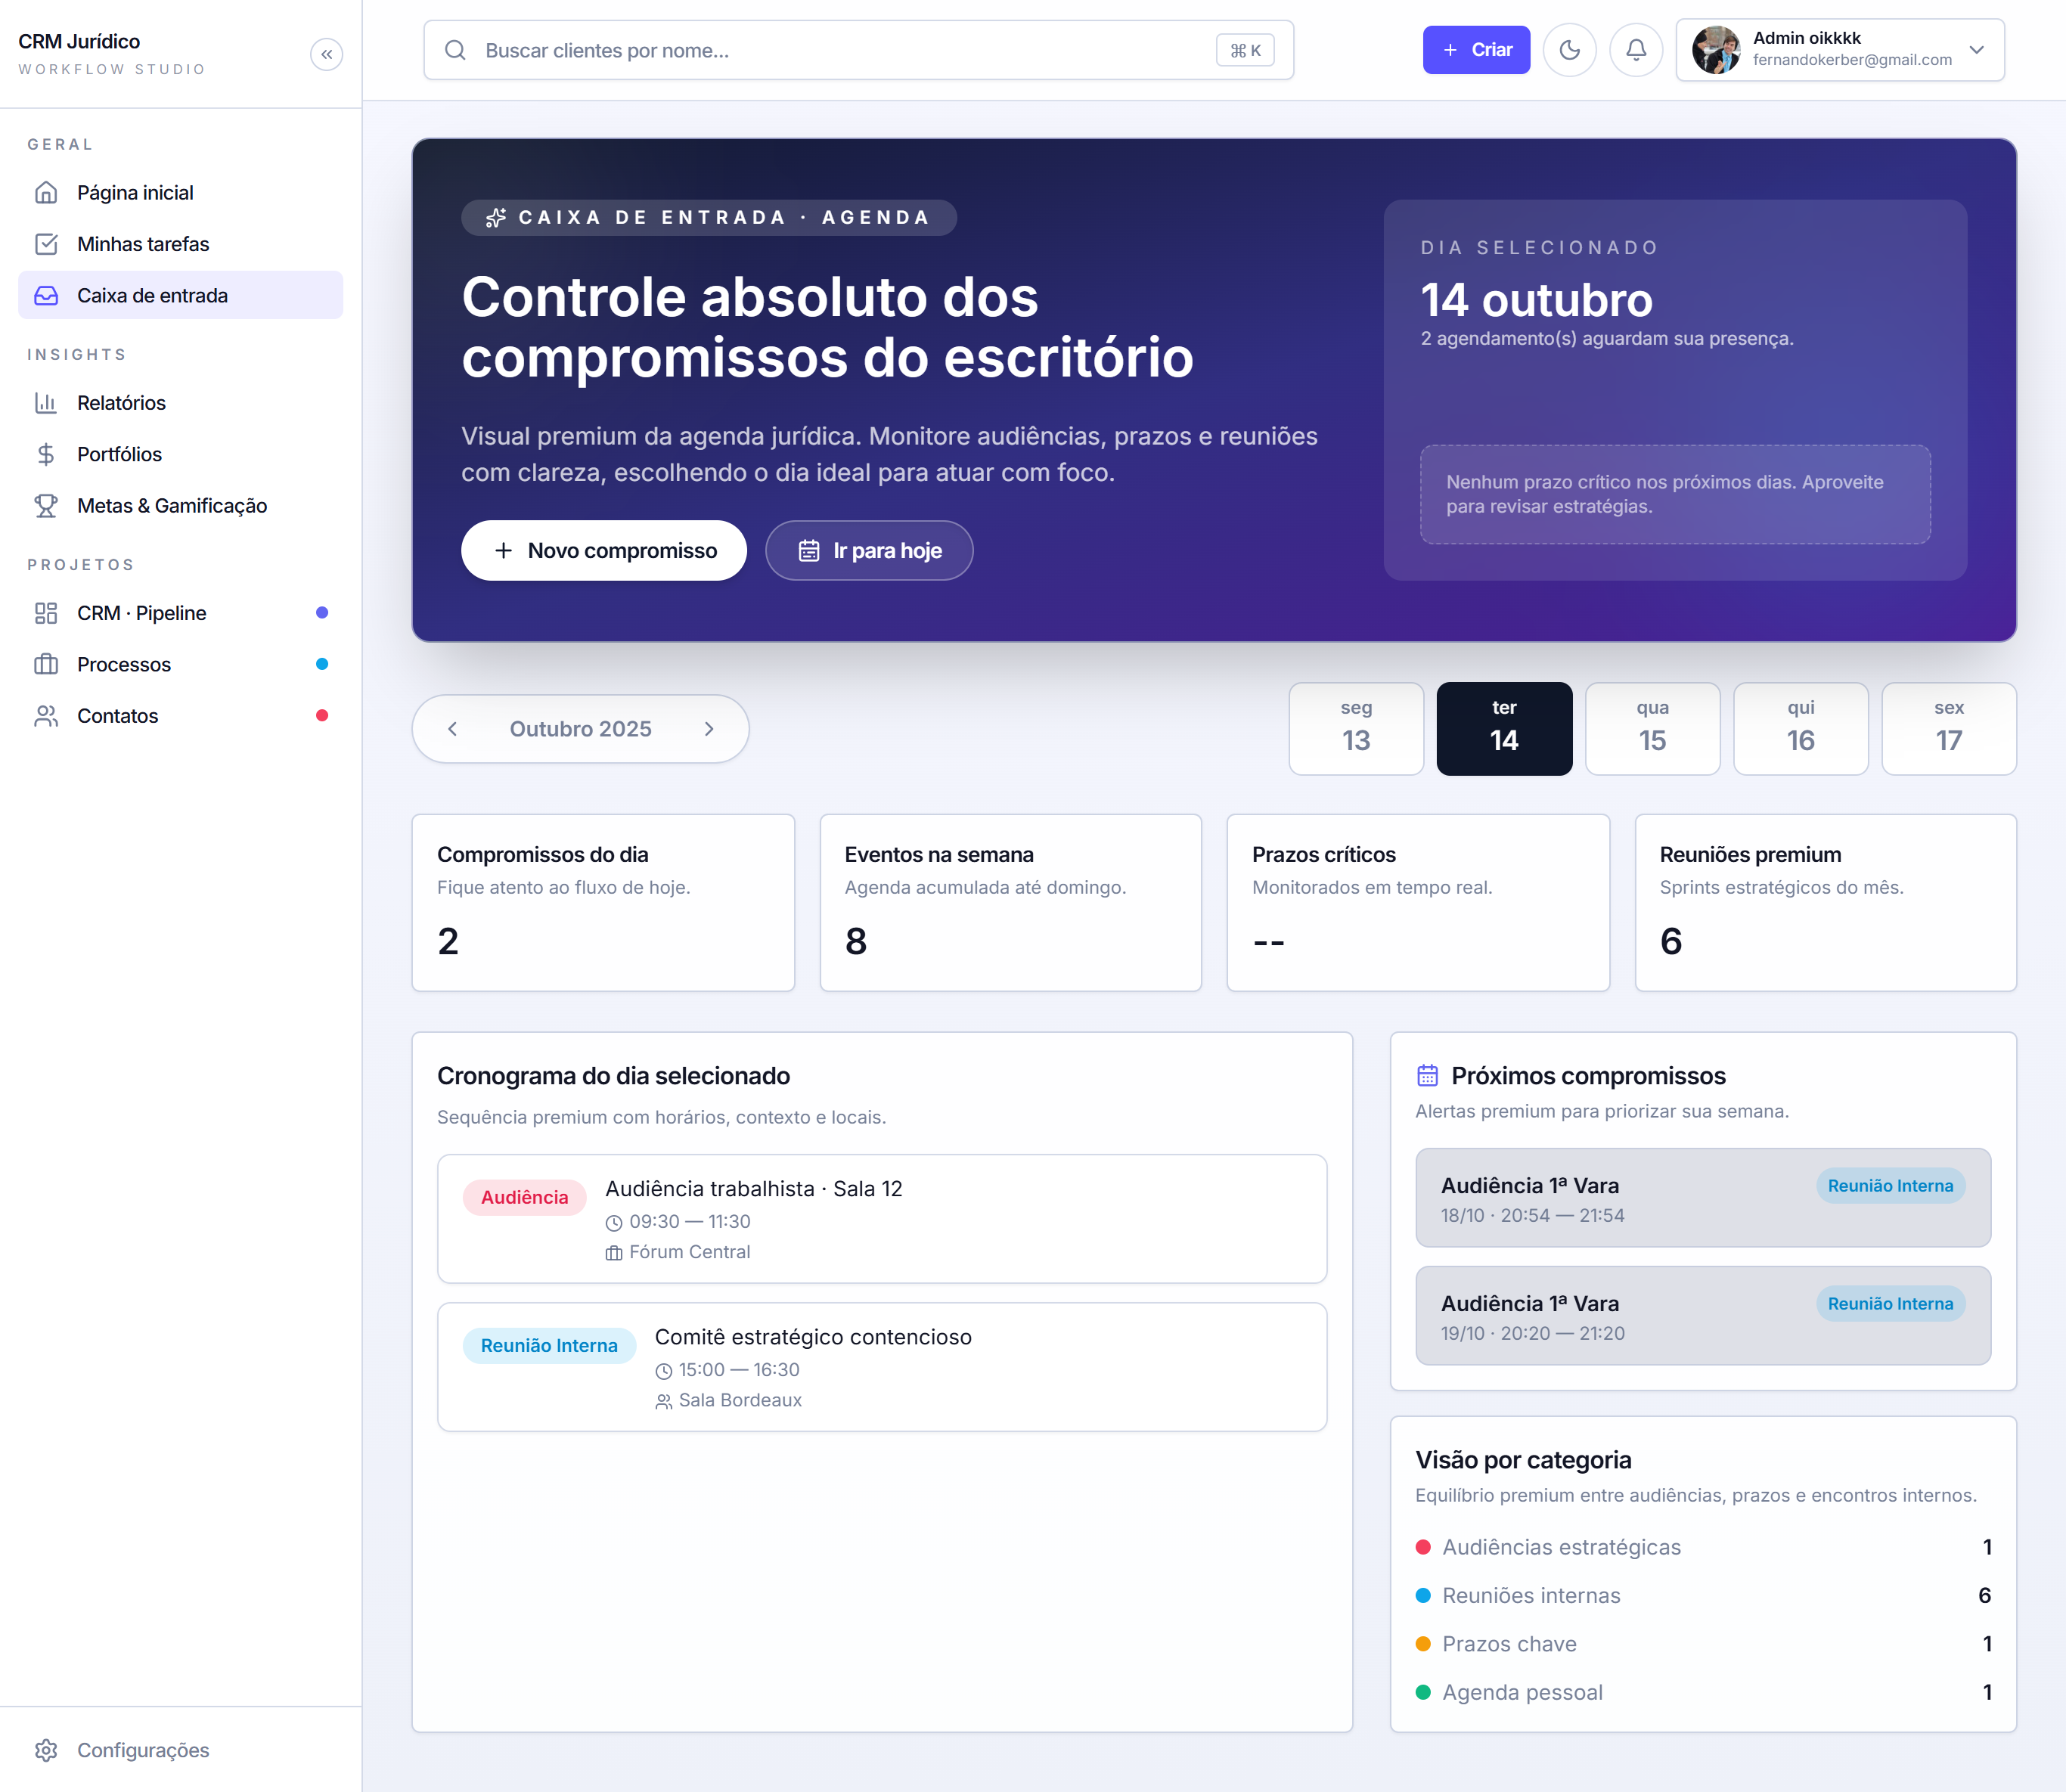 CRM Jurídico
WORKFLOW STUDIO
GERAL
Página inicial
Minhas tarefas
Caixa de entrada
INSIGHTS
Relatórios
Portfólios
Metas & Gamificação
PROJETOS
CRM · Pipeline
Processos
Contatos
Configurações
Buscar clientes por nome...
⌘ K
+ Criar
Admin oikkkk
fernandokerber@gmail.com
CAIXA DE ENTRADA · AGENDA
Controle absoluto dos
compromissos do escritório
Visual premium da agenda jurídica. Monitore audiências, prazos e reuniões
com clareza, escolhendo o dia ideal para atuar com foco.
+ Novo compromisso
Ir para hoje
DIA SELECIONADO
14 outubro
2 agendamento(s) aguardam sua presença.
Nenhum prazo crítico nos próximos dias. Aproveite
para revisar estratégias.
Outubro 2025
seg
13
ter
14
qua
15
qui
16
sex
17
Compromissos do dia
Fique atento ao fluxo de hoje.
2
Eventos na semana
Agenda acumulada até domingo.
8
Prazos críticos
Monitorados em tempo real.
--
Reuniões premium
Sprints estratégicos do mês.
6
Cronograma do dia selecionado
Sequência premium com horários, contexto e locais.
Audiência
Audiência trabalhista · Sala 12
09:30 — 11:30
Fórum Central
Reunião Interna
Comitê estratégico contencioso
15:00 — 16:30
Sala Bordeaux
Próximos compromissos
Alertas premium para priorizar sua semana.
Audiência 1ª Vara
Reunião Interna
18/10 · 20:54 — 21:54
Audiência 1ª Vara
Reunião Interna
19/10 · 20:20 — 21:20
Visão por categoria
Equilíbrio premium entre audiências, prazos e encontros internos.
Audiências estratégicas 1
Reuniões internas 6
Prazos chave 1
Agenda pessoal 1